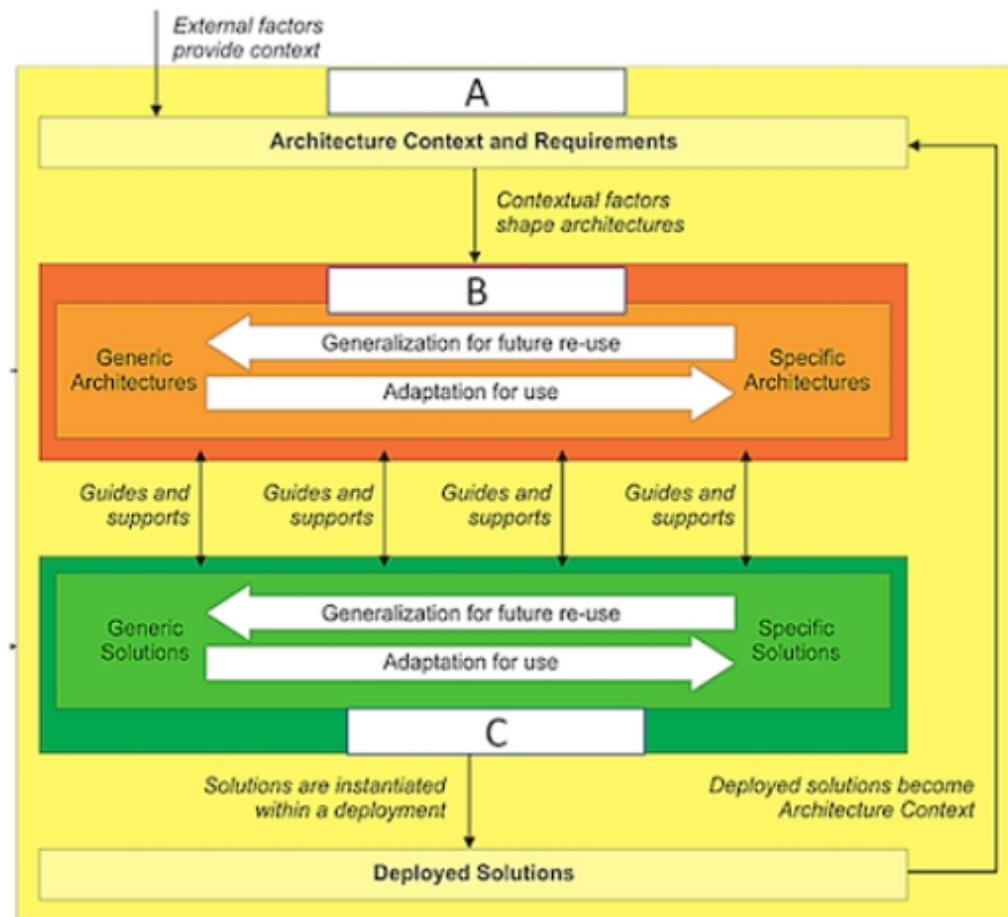 External factors
provide context
A
Architecture Context and Requirements
Contextual factors
shape architectures
B
Generic
Architectures
Generalization for future re-use
Adaptation for use
Specific
Architectures
Guides and
supports
Guides and
supports
Guides and
supports
Guides and
supports
Generic
Solutions
Generalization for future re-use
Adaptation for use
Specific
Solutions
C
Solutions are instantiated
within a deployment
Deployed solutions become
Architecture Context
Deployed Solutions